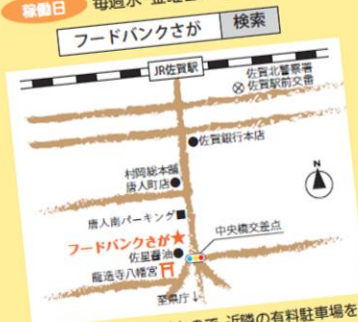 稼働日
毎週水・金曜
フードバンクさが 検索
JR佐賀駅
佐賀北警察署
佐賀駅前交番
佐賀銀行本店
村岡総本舗
唐人町店
N
唐人南パーキング
中央橋交差点
フードバンクさが
佐星醤油
龍造寺八幡宮
至県庁↓
ので、近隣の有料駐車場を